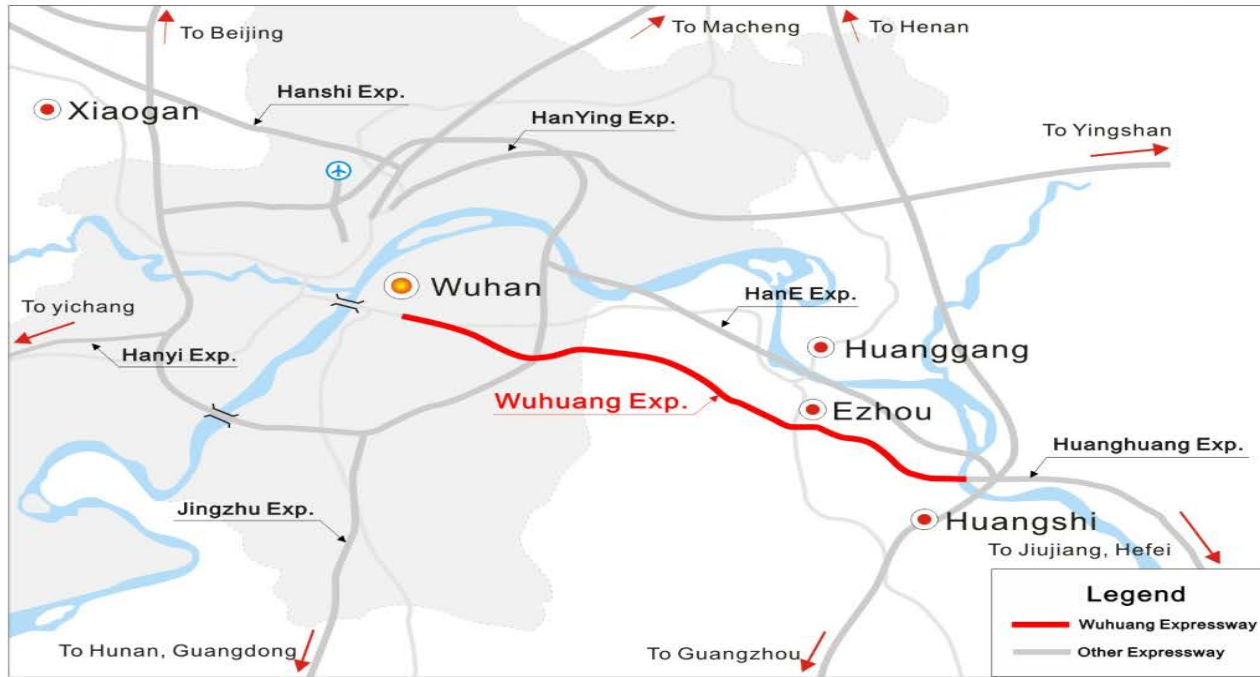 To Beijing
To Macheng
To Henan
Hanshi Exp.
Xiaogan
HanYing Exp.
To Yingshan
Wuhan
To yichang
HanE Exp.
Hanyi Exp.
Huanggang
Wuhuang Exp.
Ezhou
Huanghuang Exp.
Jingzhu Exp.
Huangshi
To Jiujiang, Hefei
Legend
Wuhuang Expressway
To Hunan, Guangdong
To Guangzhou
Other Expressway